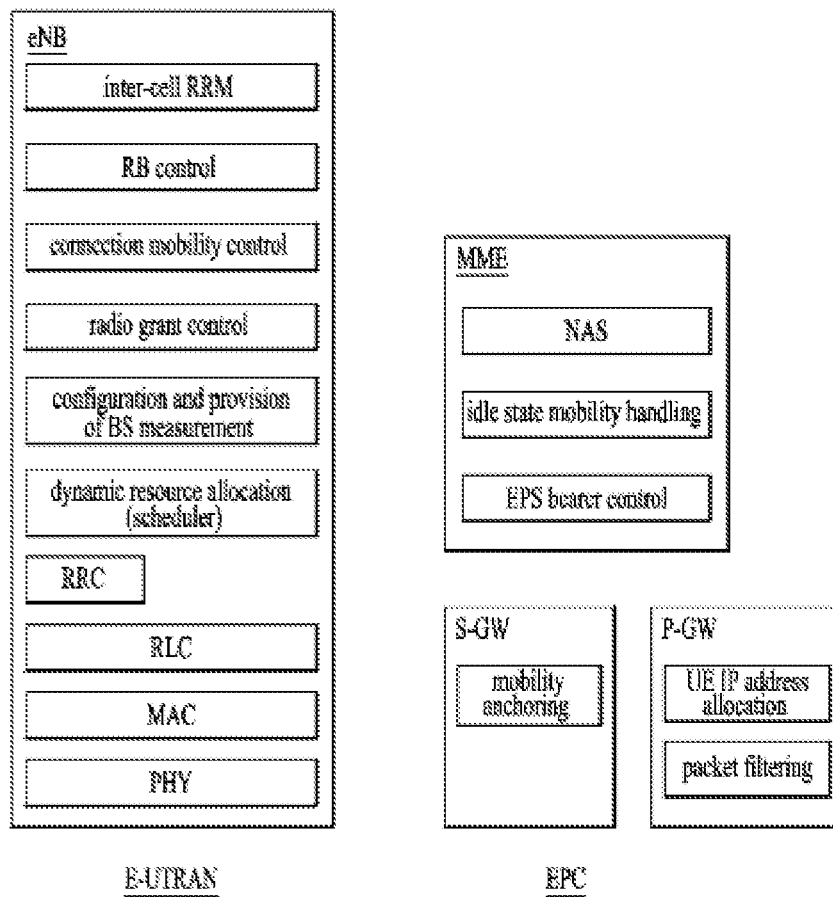 eNB
inter-cell RRM
RB control
connection mobility control
radio grant control
configuration and provision
of BS measurement
dynamic resource allocation
(scheduler)
RRC
RLC
MAC
PHY
E-UTRAN
MME
NAS
idle state mobility handling
EPS bearer control
S-GW
mobility
anchoring
P-GW
UE IP address
allocation
packet filtering
EPC